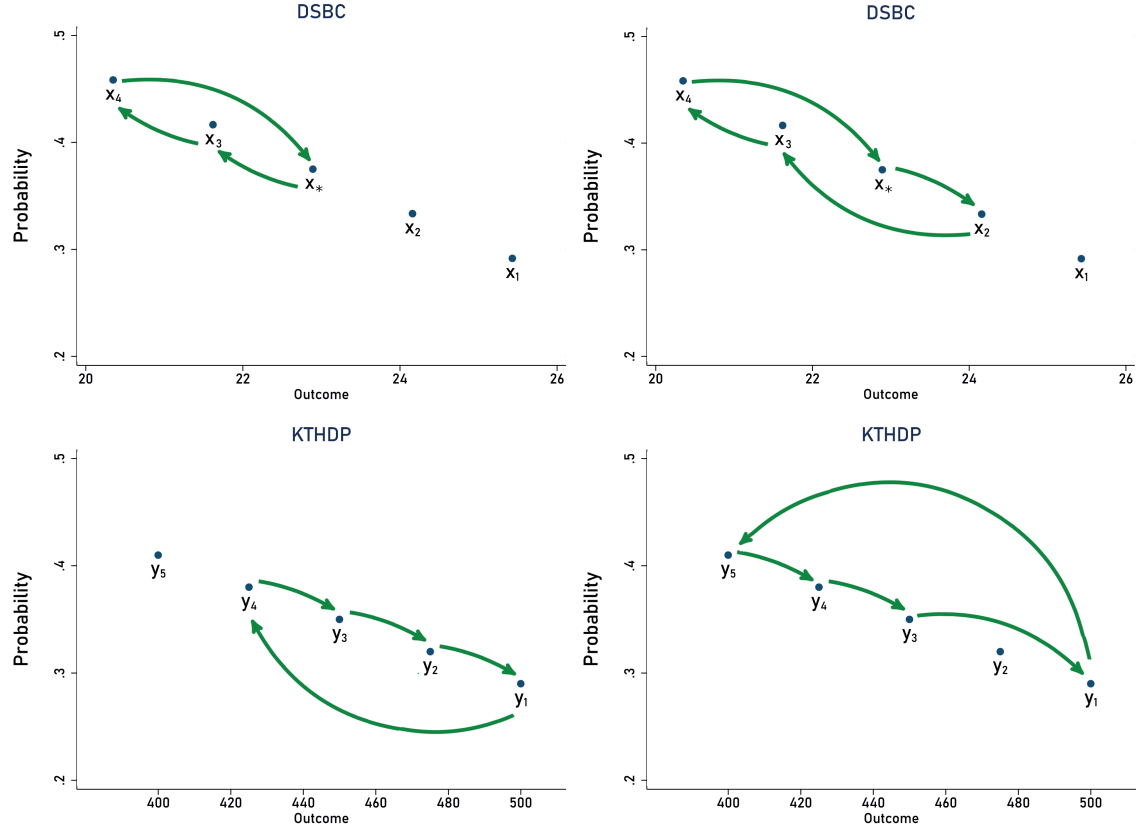 DSBC
Probability
.5
.4
.3
.2
x₄
x₃
x*
x₂
x₁
20 22 24 26
Outcome
DSBC
Probability
.5
.4
.3
.2
x₄
x₃
x*
x₂
x₁
20 22 24 26
Outcome
KTHDP
Probability
.5
.4
.3
.2
y₅
y₄
y₃
y₂
y₁
400 420 440 460 480 500
Outcome
KTHDP
Probability
.5
.4
.3
.2
y₅
y₄
y₃
y₂
y₁
400 420 440 460 480 500
Outcome